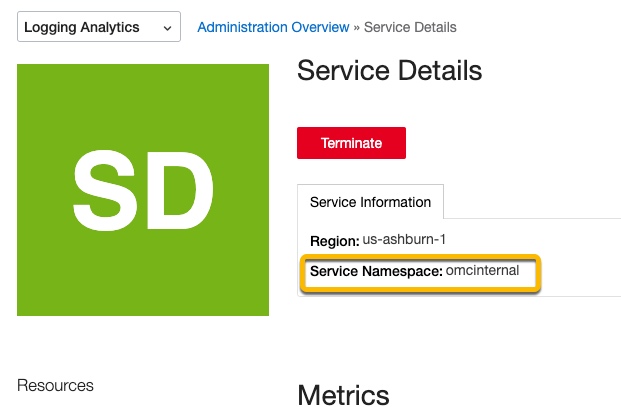 Logging Analytics
Administration Overview » Service Details
SD
Service Details
Terminate
Service Information
Region: us-ashburn-1
Service Namespace: omcinternal
Resources
Metrics